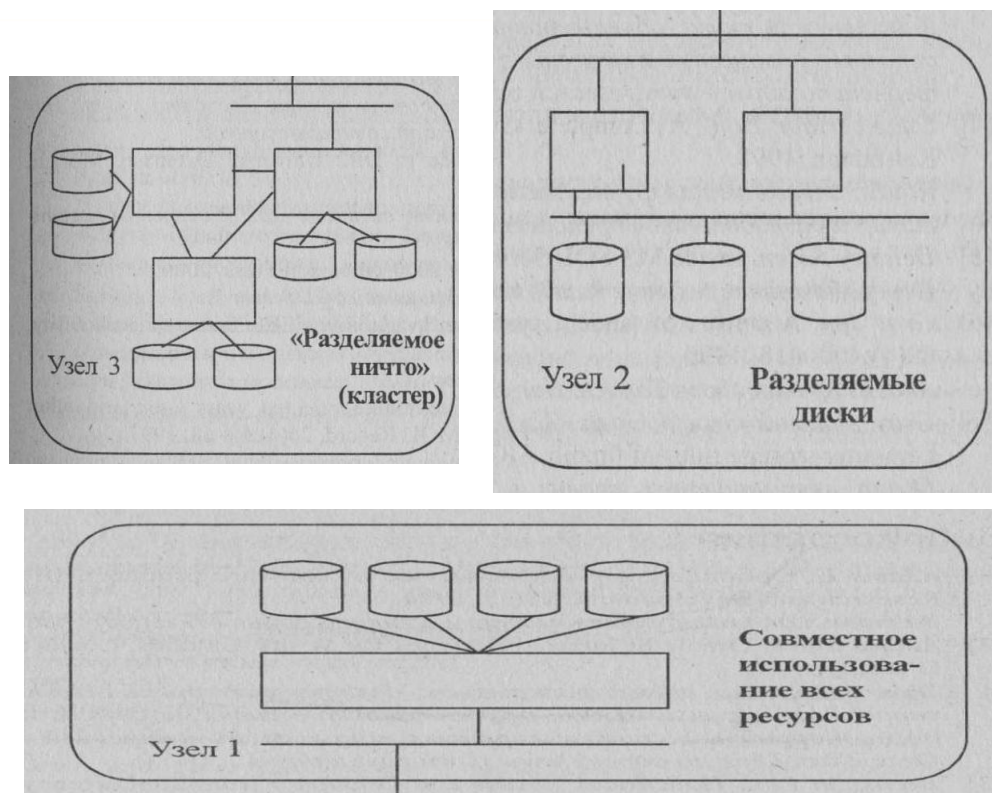 Узел 3
«Разделяемое
ничто»
(кластер)
Узел 2
Разделяемые
диски
Узел 1
Совместное
использова-
ние всех
ресурсов